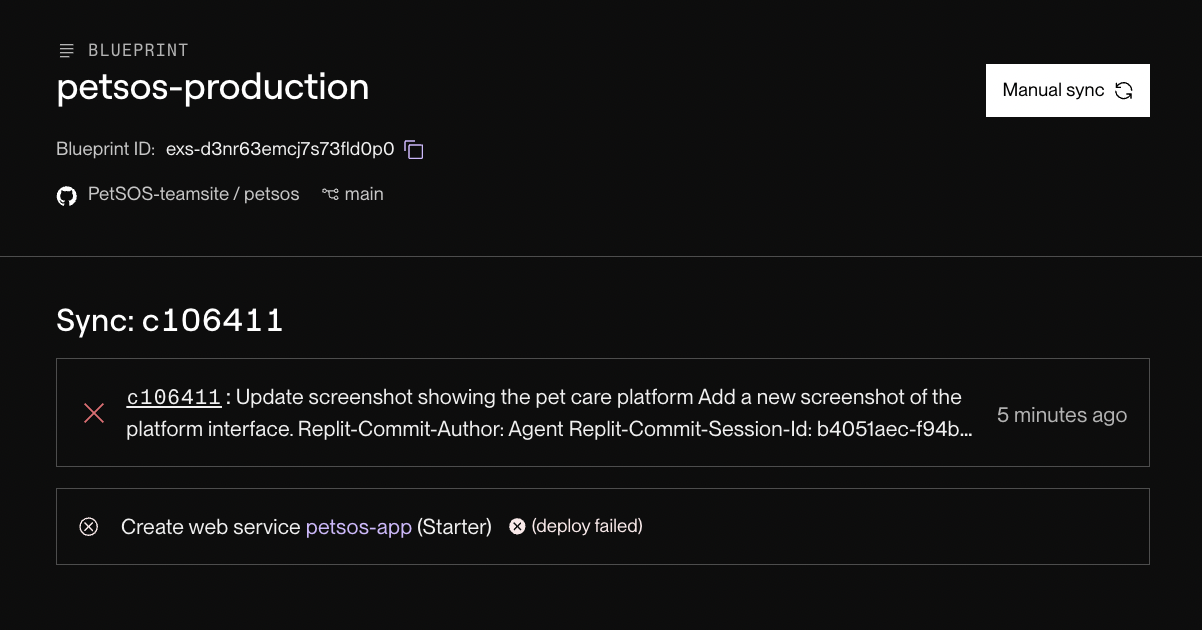 BLUEPRINT
petsos-production
Manual sync
Blueprint ID: exs-d3nr63emcj7s73fld0p0
PetSOS-teamsite / petsos main
Sync: c106411
c106411 : Update screenshot showing the pet care platform Add a new screenshot of the
platform interface. Replit-Commit-Author: Agent Replit-Commit-Session-Id: b4051aec-f94b...
5 minutes ago
Create web service petsos-app (Starter) (deploy failed)